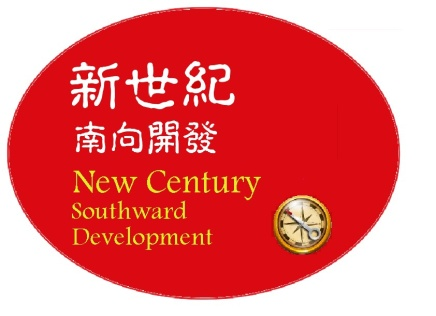 新世紀
南向開發
New Century
Southward
Development